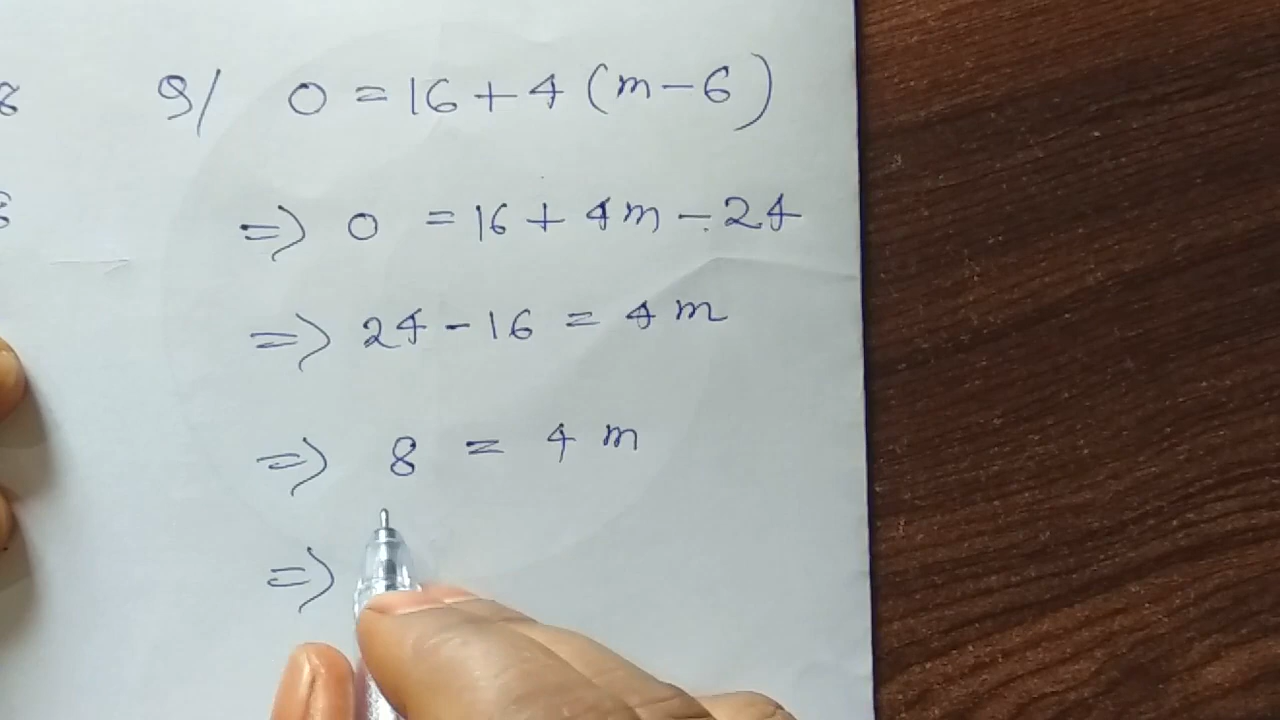 9/ 0 = 16 + 4 (m - 6)
=> 0 = 16 + 4m - 24
=> 24 - 16 = 4m
=> 8 = 4m
=>